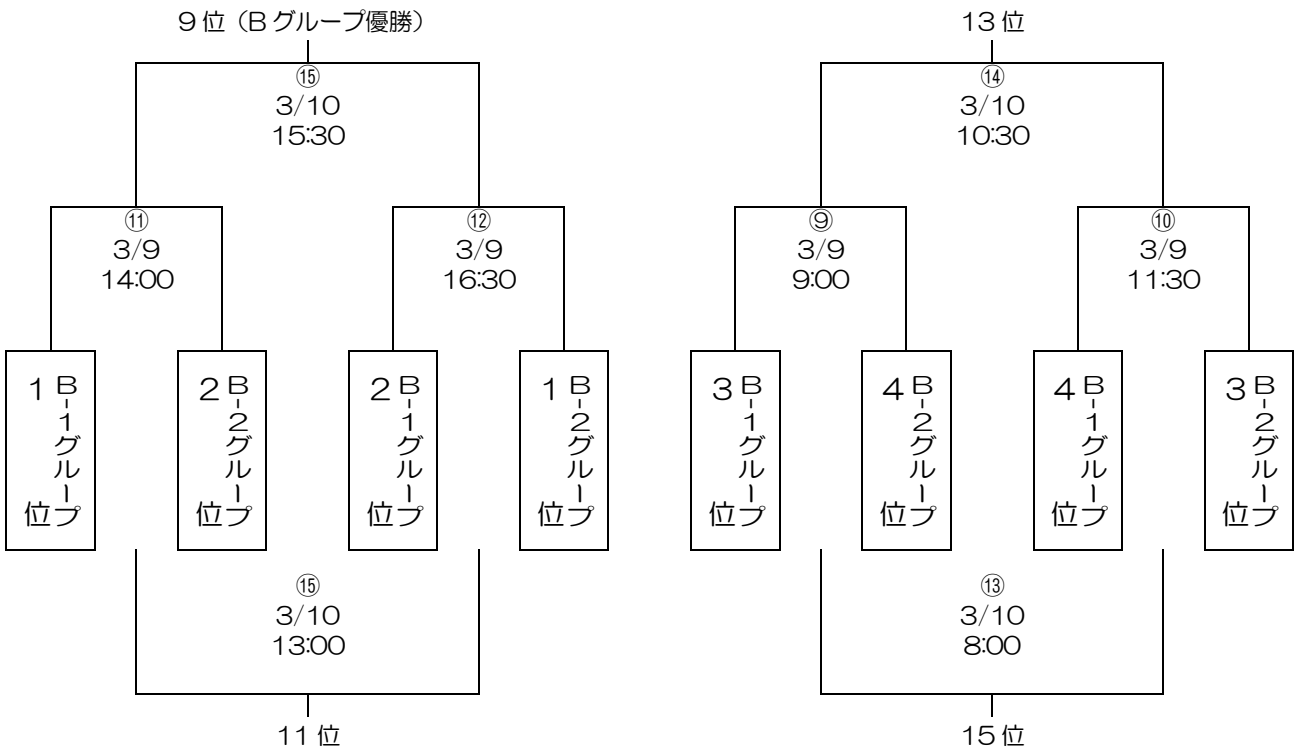 9位（Bグループ優勝）
⑮
3/10
15:30
⑪
3/9
14:00
⑫
3/9
16:30
B-1グループ
1位
B-2グループ
2位
B-1グループ
2位
B-2グループ
1位
⑮
3/10
13:00
11位
13位
⑭
3/10
10:30
⑨
3/9
9:00
⑩
3/9
11:30
B-1グループ
3位
B-2グループ
4位
B-1グループ
4位
B-2グループ
3位
⑬
3/10
8:00
15位